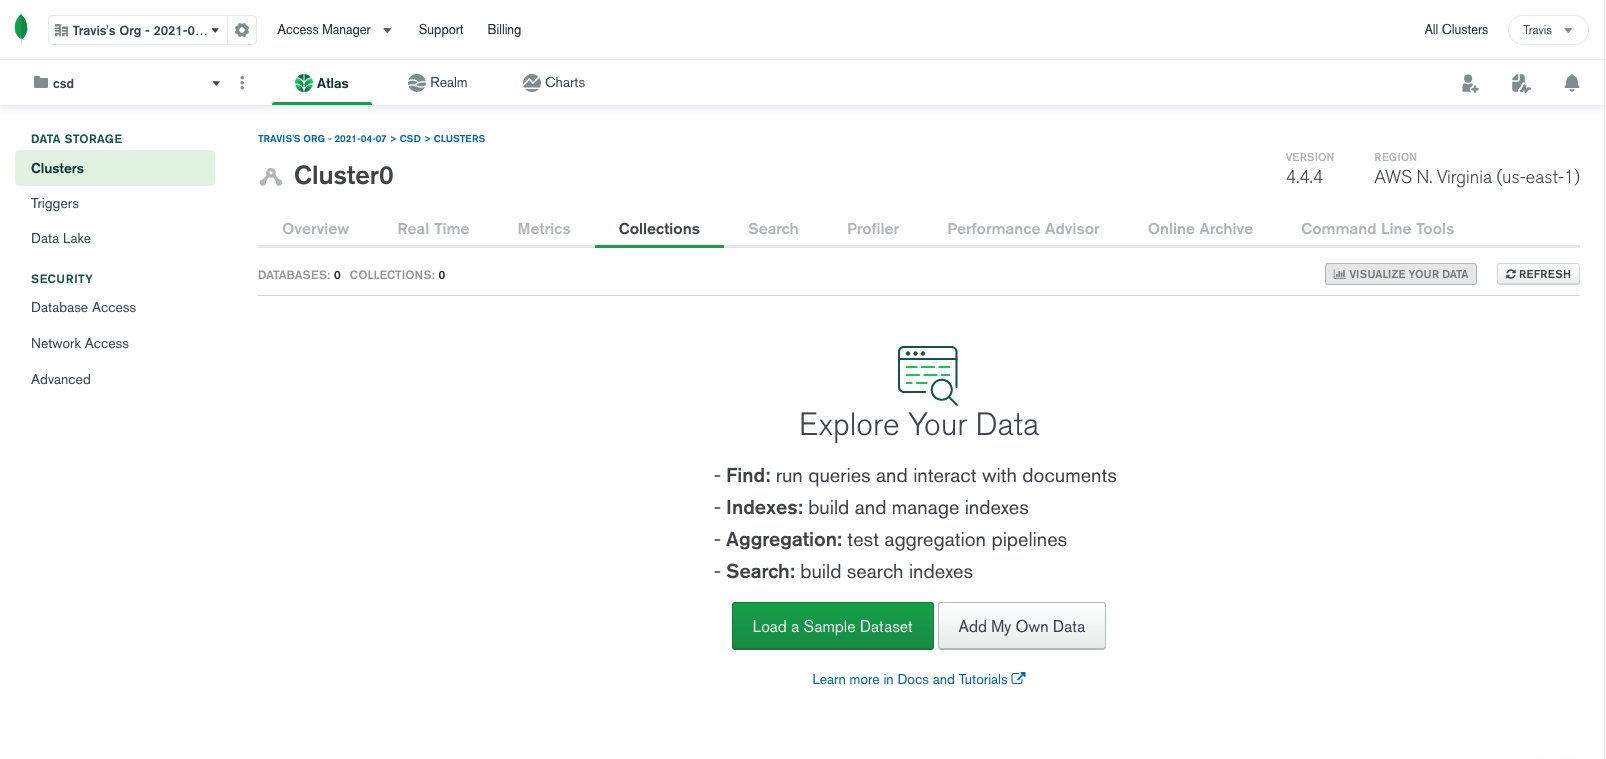 Travis's Org - 2021-0... Access Manager Support Billing All Clusters Travis
csd Atlas Realm Charts
DATA STORAGE
Clusters
Triggers
Data Lake
SECURITY
Database Access
Network Access
Advanced
TRAVIS'S ORG - 2021-04-07 > CSD > CLUSTERS
Cluster0
VERSION
4.4.4
REGION
AWS N. Virginia (us-east-1)
Overview Real Time Metrics Collections Search Profiler Performance Advisor Online Archive Command Line Tools
DATABASES: 0 COLLECTIONS: 0 VISUALIZE YOUR DATA REFRESH
Explore Your Data
- Find: run queries and interact with documents
- Indexes: build and manage indexes
- Aggregation: test aggregation pipelines
- Search: build search indexes
Load a Sample Dataset Add My Own Data
Learn more in Docs and Tutorials